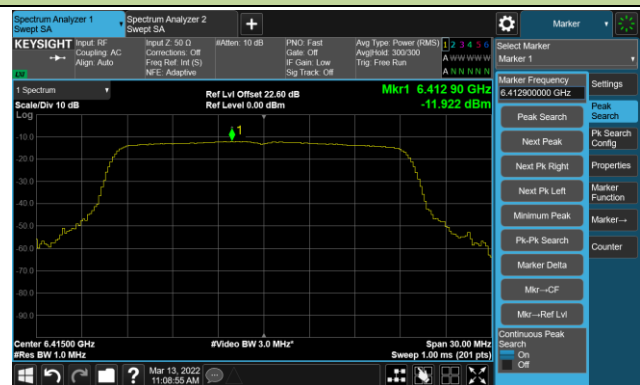 Spectrum Analyzer 1
Swept SA
Spectrum Analyzer 2
Swept SA
Marker
KEYSIGHT
Input: RF
Coupling: AC
Align: Auto
Input Z: 50 Ω
Corrections: Off
Freq Ref: Int (S)
NFE: Adaptive
#Atten: 10 dB
PNO: Fast
Gate: Off
IF Gain: Low
Sig Track: Off
Avg Type: Power (RMS)
Avg|Hold: 300/300
Trig: Free Run
1 2 3 4 5 6
A W W W W W
A N N N N N
LXI
Select Marker
Marker 1
1 Spectrum
Scale/Div 10 dB
Log
Ref Lvl Offset 22.60 dB
Ref Level 0.00 dBm
Mkr1 6.412 90 GHz
-11.922 dBm
1
-10.0
-20.0
-30.0
-40.0
-50.0
-60.0
-70.0
-80.0
-90.0
Center 6.41500 GHz
#Res BW 1.0 MHz
#Video BW 3.0 MHz*
Span 30.00 MHz
Sweep 1.00 ms (201 pts)
Marker Frequency
6.412900000 GHz
Peak Search
Next Peak
Next Pk Right
Next Pk Left
Minimum Peak
Pk-Pk Search
Marker Delta
Mkr→CF
Mkr→Ref Lvl
Continuous Peak
Search
On
Off
Settings
Peak
Search
Pk Search
Config
Properties
Marker
Function
Marker→
Counter
Mar 13, 2022
11:08:55 AM